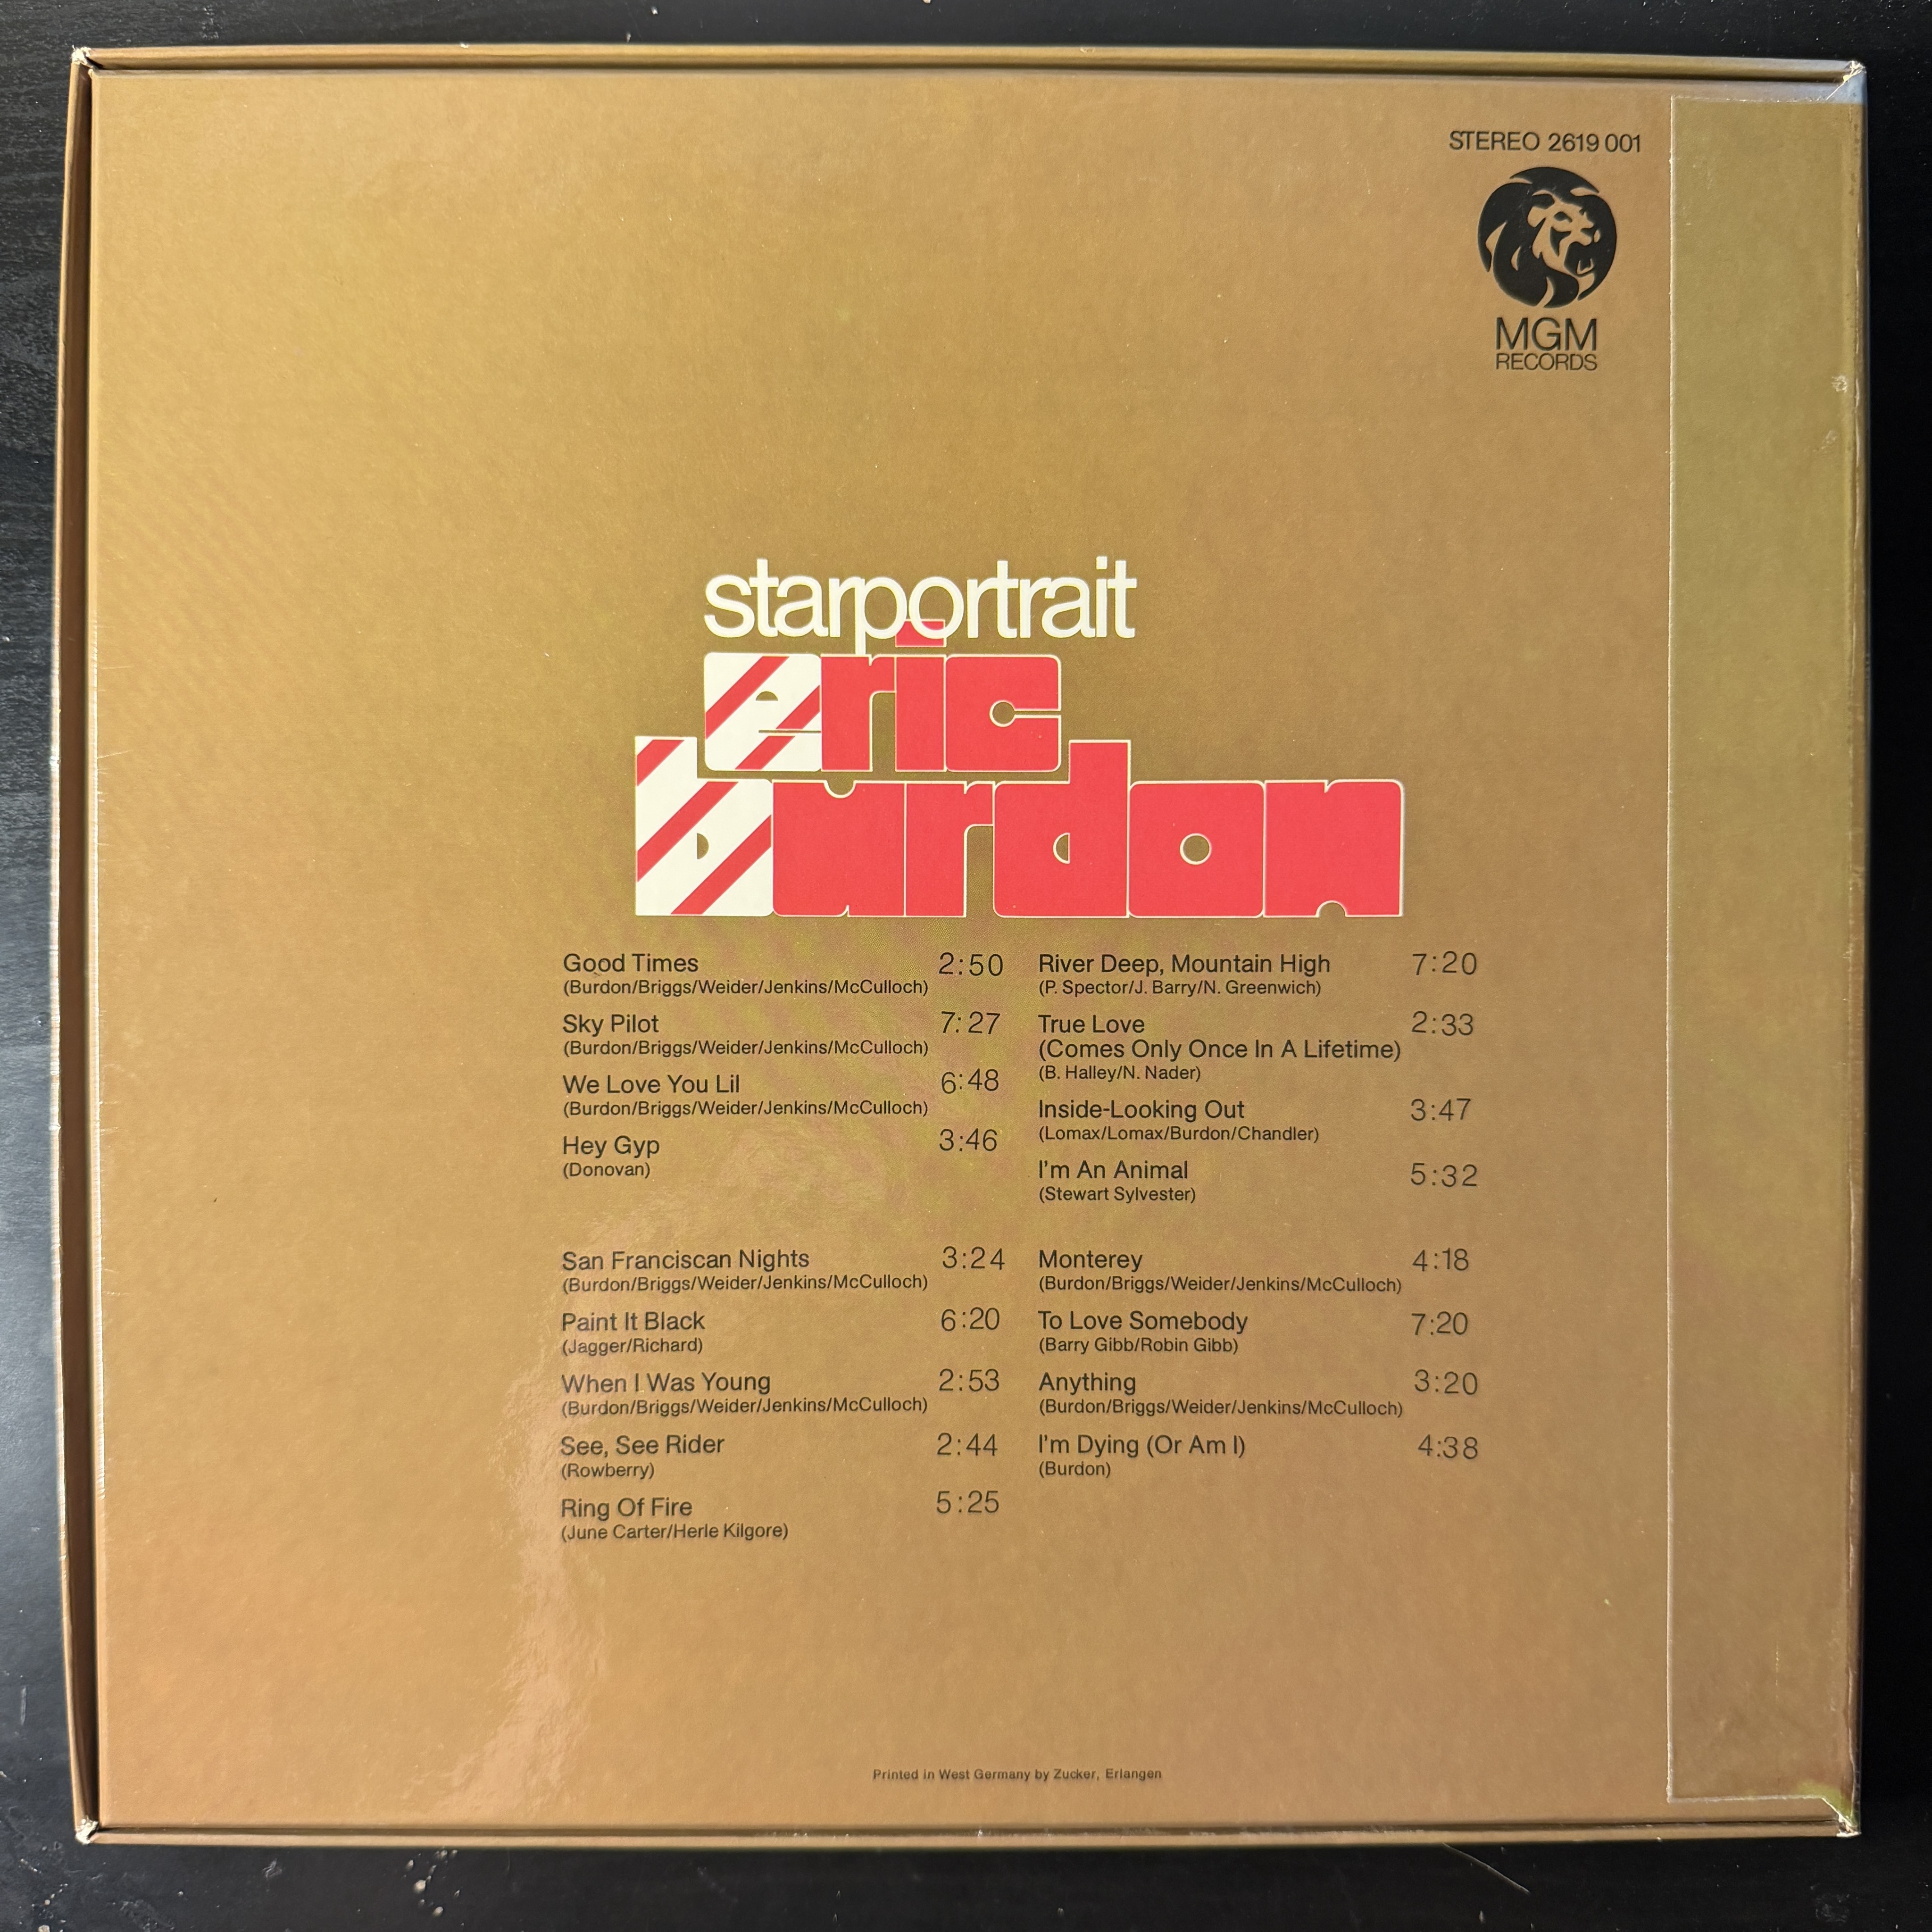 STEREO 2619 001
MGM
RECORDS
starportrait
eric
burdon
Good Times 2:50
(Burdon/Briggs/Weider/Jenkins/McCulloch)
Sky Pilot 7:27
(Burdon/Briggs/Weider/Jenkins/McCulloch)
We Love You Lil 6:48
(Burdon/Briggs/Weider/Jenkins/McCulloch)
Hey Gyp 3:46
(Donovan)
San Franciscan Nights 3:24
(Burdon/Briggs/Weider/Jenkins/McCulloch)
Paint It Black 6:20
(Jagger/Richard)
When I Was Young 2:53
(Burdon/Briggs/Weider/Jenkins/McCulloch)
See, See Rider 2:44
(Rowberry)
Ring Of Fire 5:25
(June Carter/Herle Kilgore)
River Deep, Mountain High 7:20
(P. Spector/J. Barry/N. Greenwich)
True Love 2:33
(Comes Only Once In A Lifetime)
(B. Halley/N. Nader)
Inside-Looking Out 3:47
(Lomax/Lomax/Burdon/Chandler)
I'm An Animal 5:32
(Stewart Sylvester)
Monterey 4:18
(Burdon/Briggs/Weider/Jenkins/McCulloch)
To Love Somebody 7:20
(Barry Gibb/Robin Gibb)
Anything 3:20
(Burdon/Briggs/Weider/Jenkins/McCulloch)
I'm Dying (Or Am I) 4:38
(Burdon)
Printed in West Germany by Zucker, Erlangen